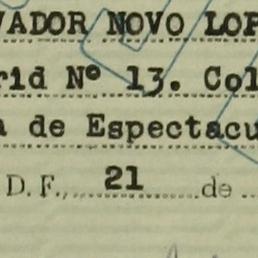 VADOR NOVO LOP
rid Nº 13. Col
a de Espectacu
D. F., 21 de